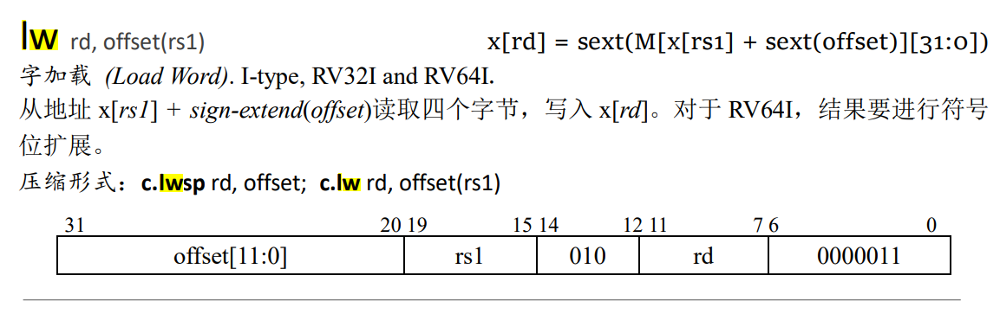 lw rd, offset(rs1) x[rd] = sext(M[x[rs1] + sext(offset)][31:0])
字加载 (Load Word). I-type, RV32I and RV64I.
从地址 x[rs1] + sign-extend(offset)读取四个字节，写入 x[rd]。对于 RV64I，结果要进行符号
位扩展。
压缩形式：c.lwsp rd, offset; c.lw rd, offset(rs1)
31 20 19 15 14 12 11 7 6 0
offset[11:0] rs1 010 rd 0000011